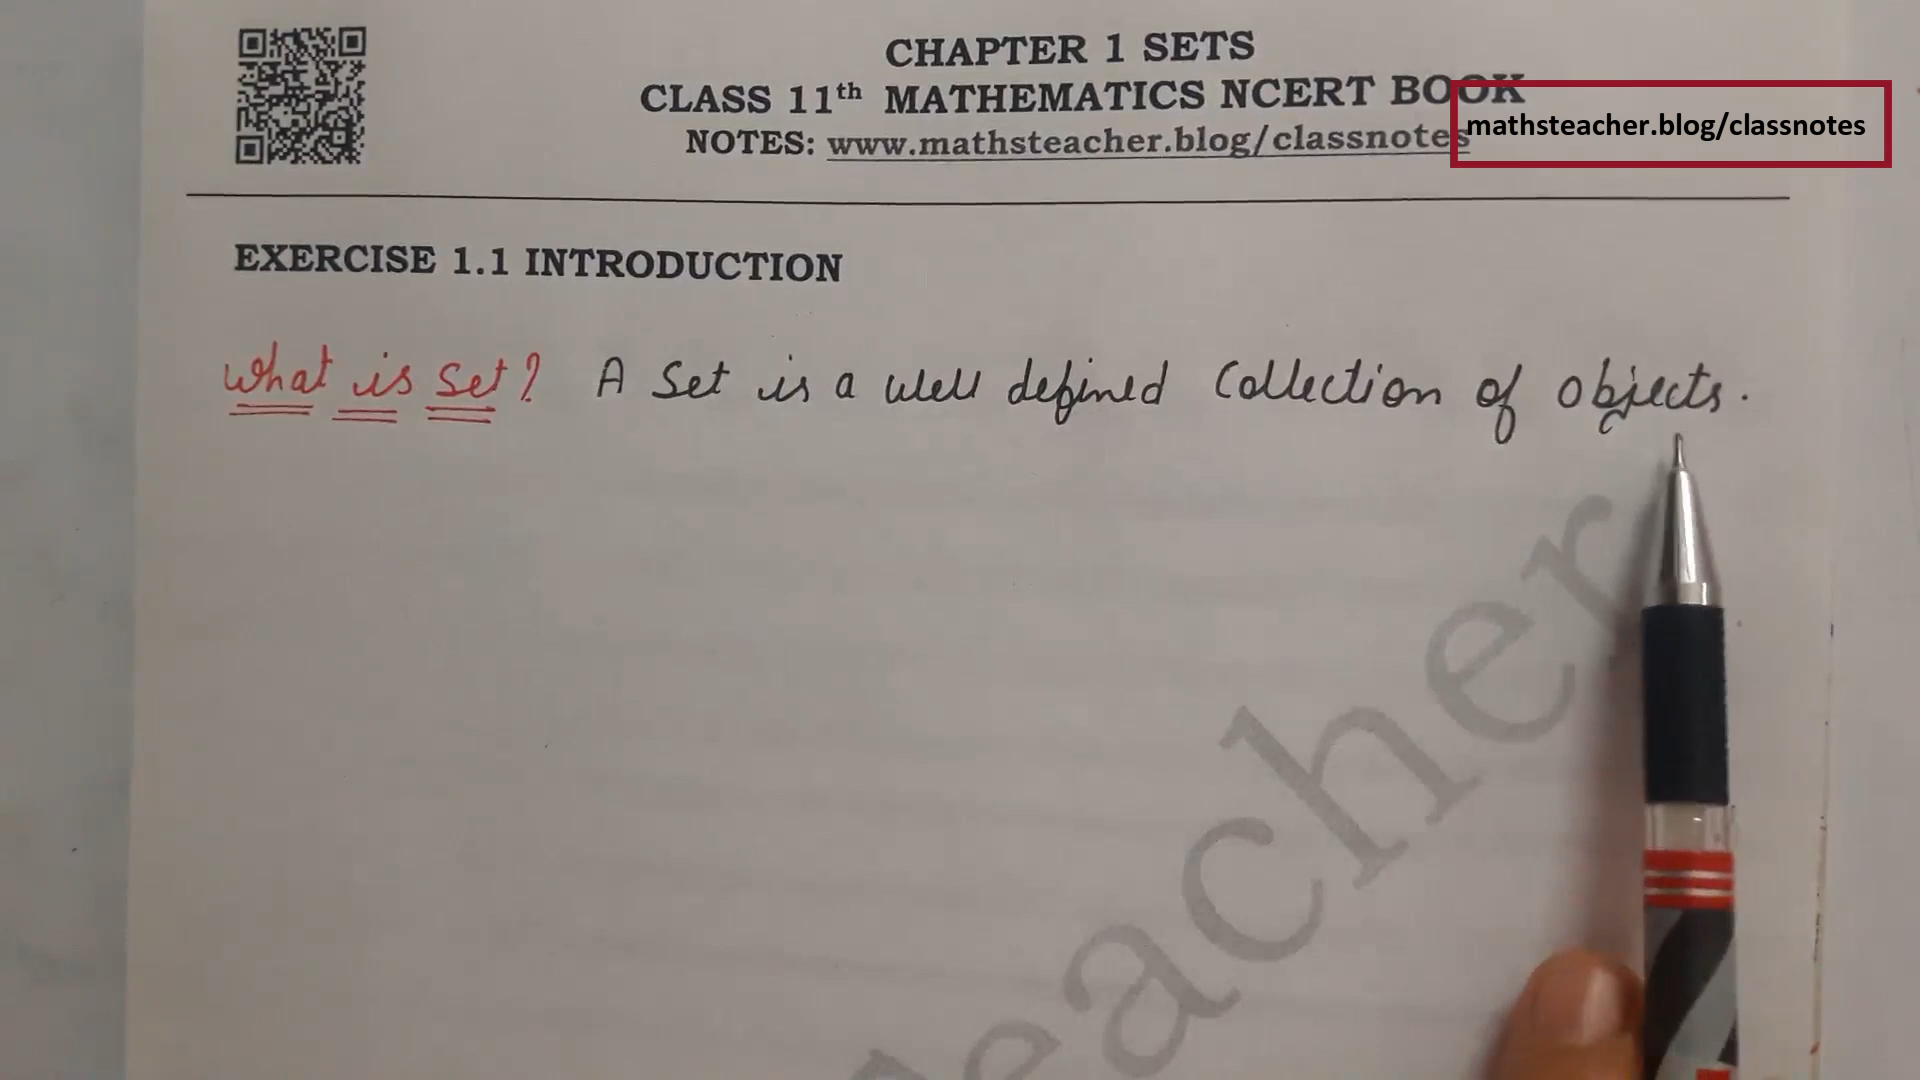 CHAPTER 1 SETS
CLASS 11th MATHEMATICS NCERT BOOK
NOTES: www.mathsteacher.blog/classnotes
mathsteacher.blog/classnotes
EXERCISE 1.1 INTRODUCTION
What is Set? A Set is a well defined Collection of objects.
eacher